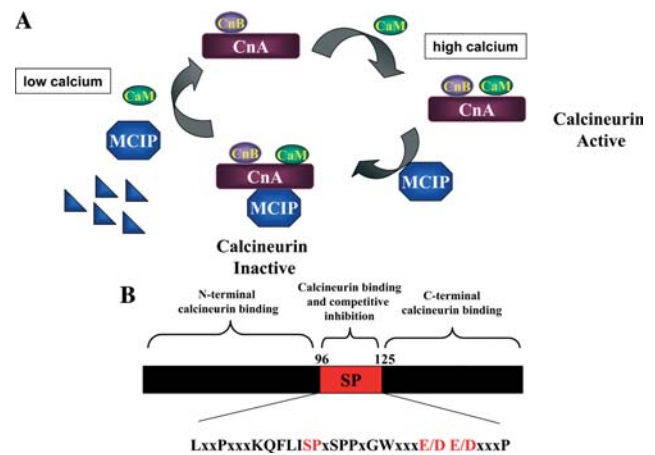 A
CnB
CnA
CaM
high calcium
low calcium
CaM
MCIP
CnB CaM
CnA
Calcineurin
Active
CnB CaM
CnA
MCIP
MCIP
Calcineurin
Inactive
B
N-terminal
calcineurin binding
Calcineurin binding
and competitive
inhibition
C-terminal
calcineurin binding
96 125
SP
LxxPxxxKQFLISPxSPPxGWxxxE/D E/DxxxP